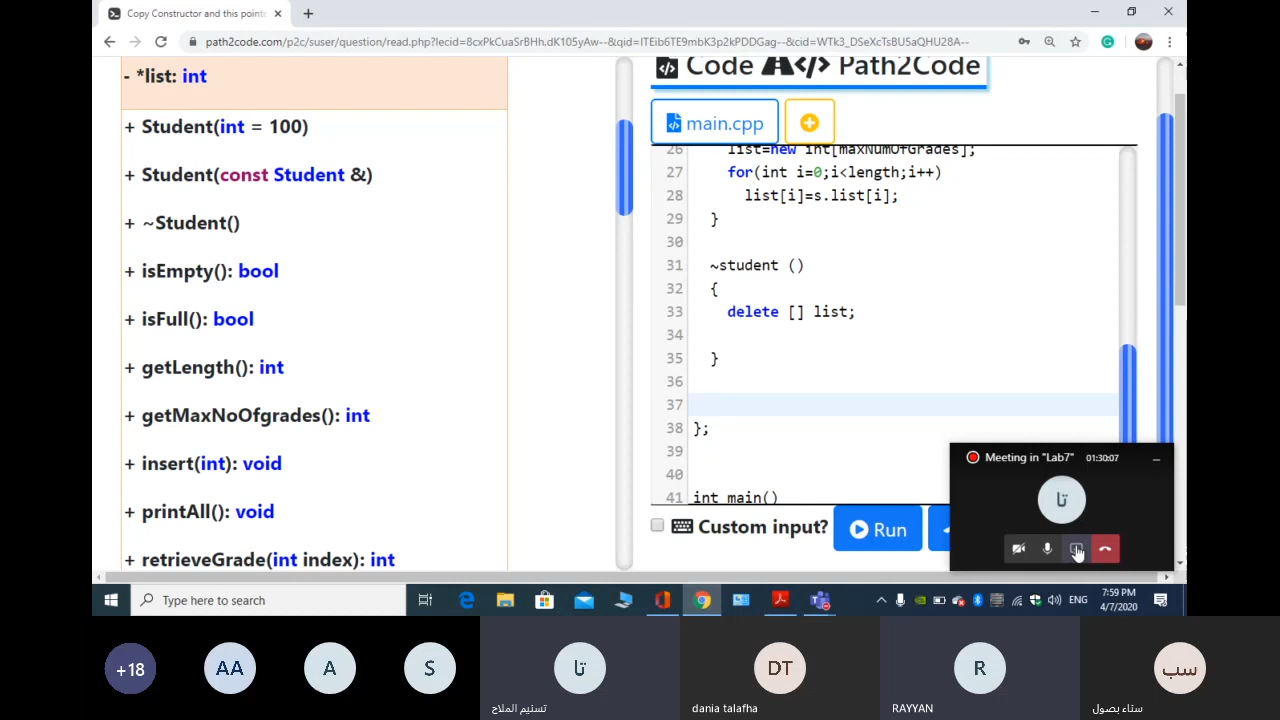 Copy Constructor and this pointe
path2code.com/p2c/suser/question/read.php?lecid=8cxPkCuaSrBHh.dK105yAw--&qid=ITEib6TE9mbK3p2kPDDGag--&cid=WTk3_DSeXcTsBU5aQHU28A--
- *list: int
+ Student(int = 100)
+ Student(const Student &)
+ ~Student()
+ isEmpty(): bool
+ isFull(): bool
+ getLength(): int
+ getMaxNoOfgrades(): int
+ insert(int): void
+ printAll(): void
+ retrieveGrade(int index): int
Code A Path2Code
main.cpp
26 list=new int[maxNumOfGrades];
27 for(int i=0;i<length;i++)
28 list[i]=s.list[i];
29 }
30
31 ~student ()
32 {
33 delete [] list;
34
35 }
36
37
38 };
39
40
41 int main()
Custom input?
Run
Meeting in "Lab7" 01:30:07
تا
Type here to search
ENG
7:59 PM
4/7/2020
+18
AA
A
S
تا
DT
R
سب
تسنيم الملاح
dania talafha
RAYYAN
سناء بصول